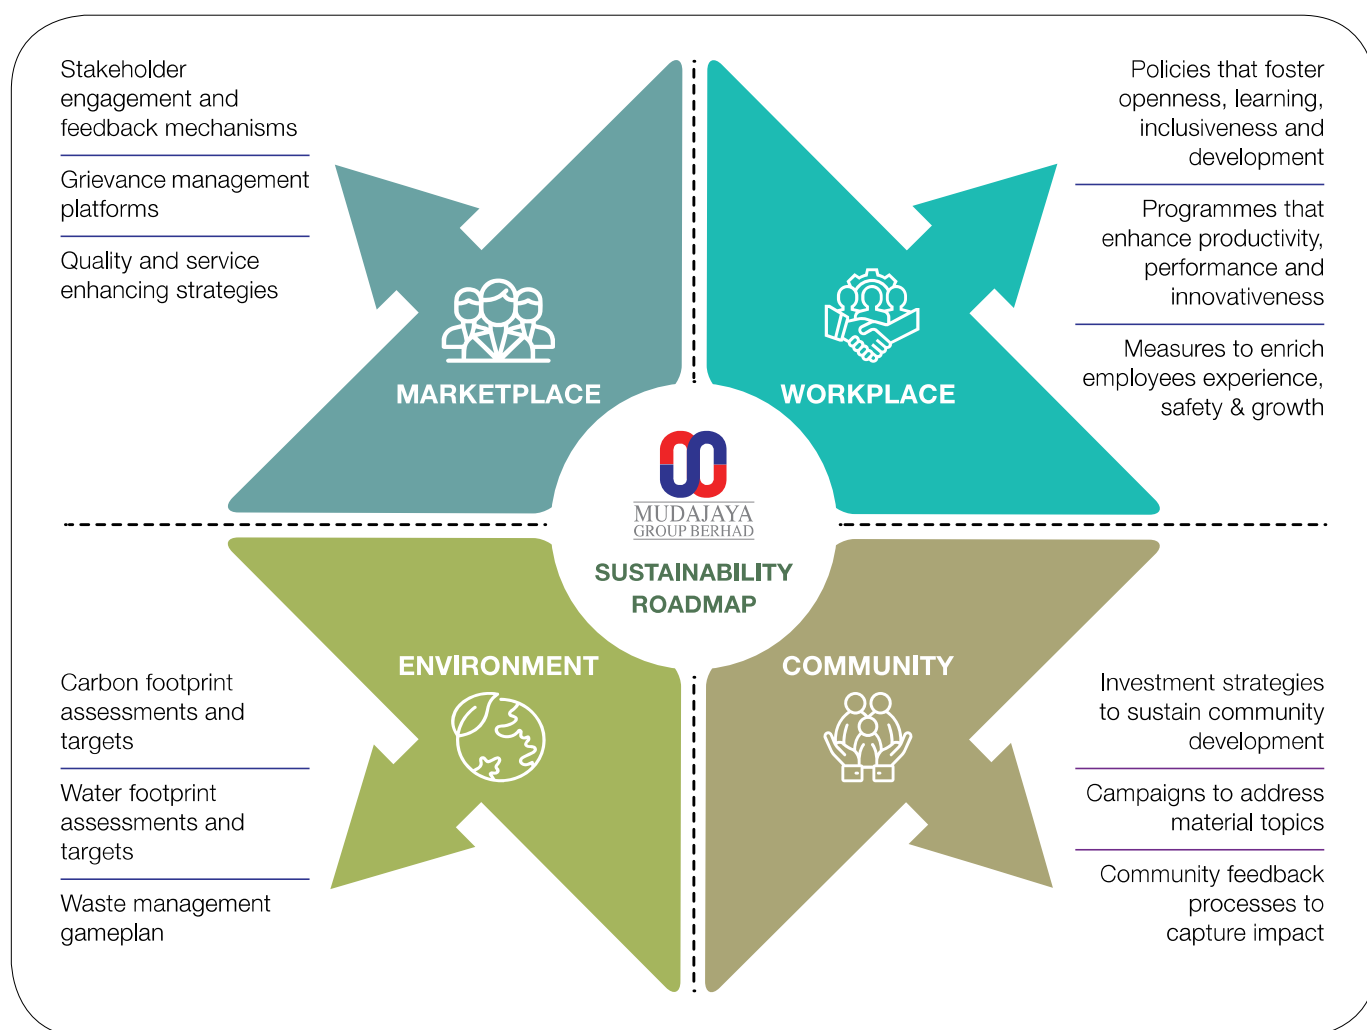 Stakeholder
engagement and
feedback mechanisms
Grievance management
platforms
Quality and service
enhancing strategies
MARKETPLACE
Policies that foster
openness, learning,
inclusiveness and
development
Programmes that
enhance productivity,
performance and
innovativeness
Measures to enrich
employees experience,
safety & growth
WORKPLACE
MUDAJAYA
GROUP BERHAD
SUSTAINABILITY
ROADMAP
ENVIRONMENT
Carbon footprint
assessments and
targets
Water footprint
assessments and
targets
Waste management
gameplan
COMMUNITY
Investment strategies
to sustain community
development
Campaigns to address
material topics
Community feedback
processes to
capture impact